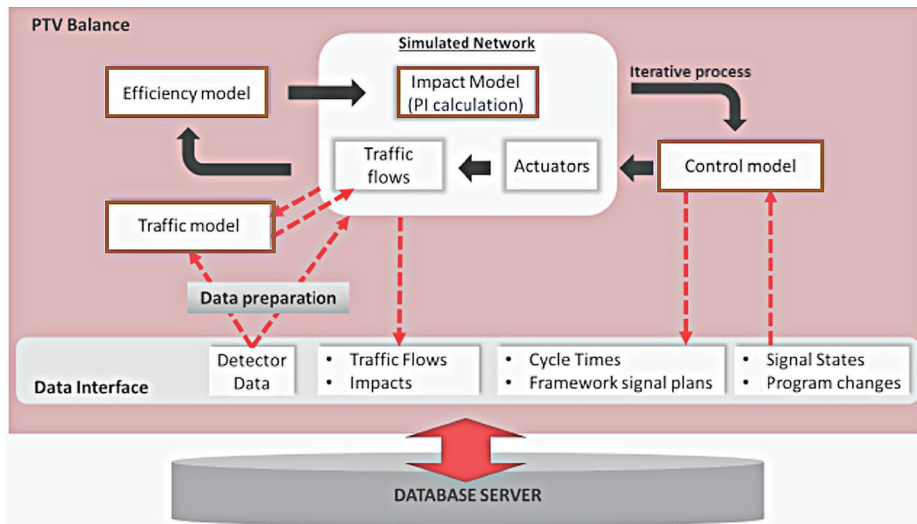 PTV Balance
Simulated Network
Efficiency model
Impact Model
(PI calculation)
Iterative process
Traffic
flows
Actuators
Control model
Traffic model
Data preparation
Data Interface
Detector
Data
• Traffic Flows
• Impacts
• Cycle Times
• Framework signal plans
• Signal States
• Program changes
DATABASE SERVER